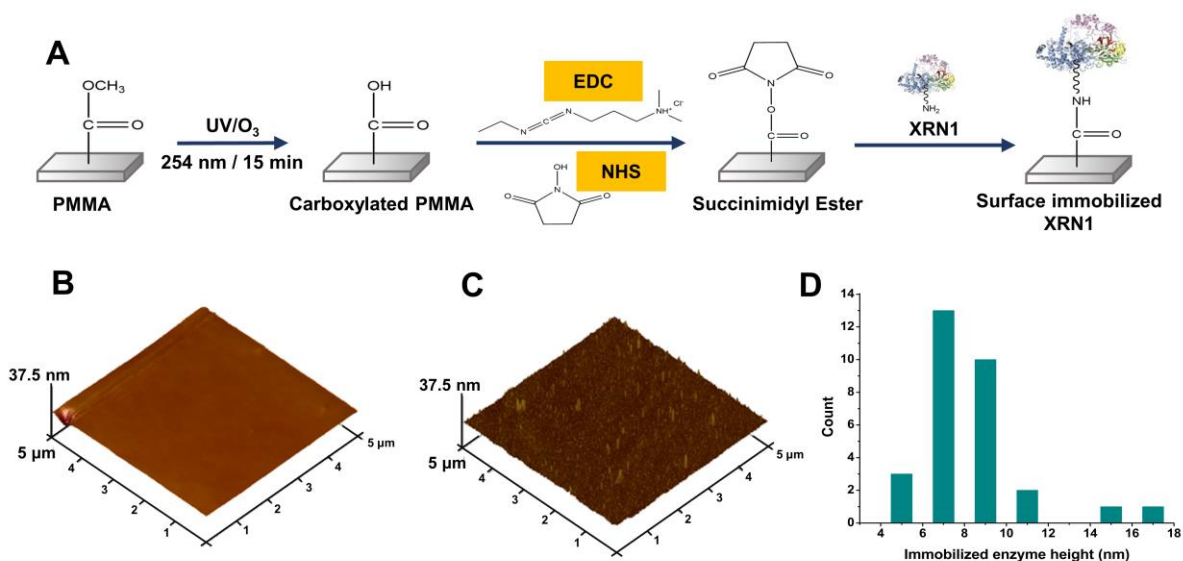 A
OCH₃
C
O
PMMA
UV/O₃
254 nm / 15 min
OH
C
O
Carboxylated PMMA
EDC
N
C
N
NH⁺
Cl⁻
OH
N
O
O
NHS
O
N
O
O
C
O
Succinimidyl Ester
NH₂
XRN1
NH
C
O
Surface immobilized
XRN1
B
37.5 nm
5 µm
4
3
2
1
1
2
3
4
5 µm
C
37.5 nm
5 µm
4
3
2
1
1
2
3
4
5 µm
D
Count
14
12
10
8
6
4
2
0
4 6 8 10 12 14 16 18
Immobilized enzyme height (nm)